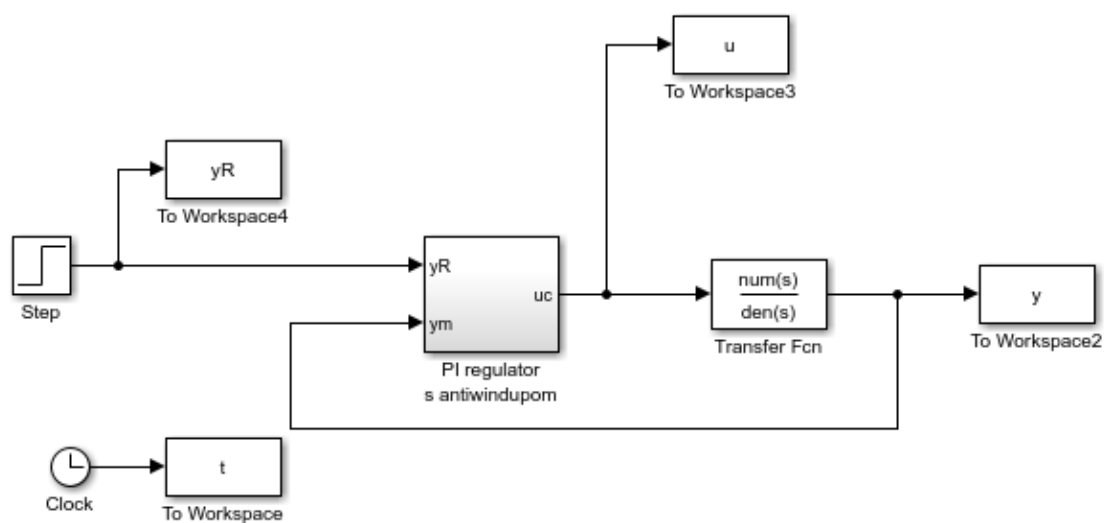 u
To Workspace3
yR
To Workspace4
Step
yR
ym
uc
PI regulator
s antiwindupom
num(s)
den(s)
Transfer Fcn
y
To Workspace2
Clock
t
To Workspace